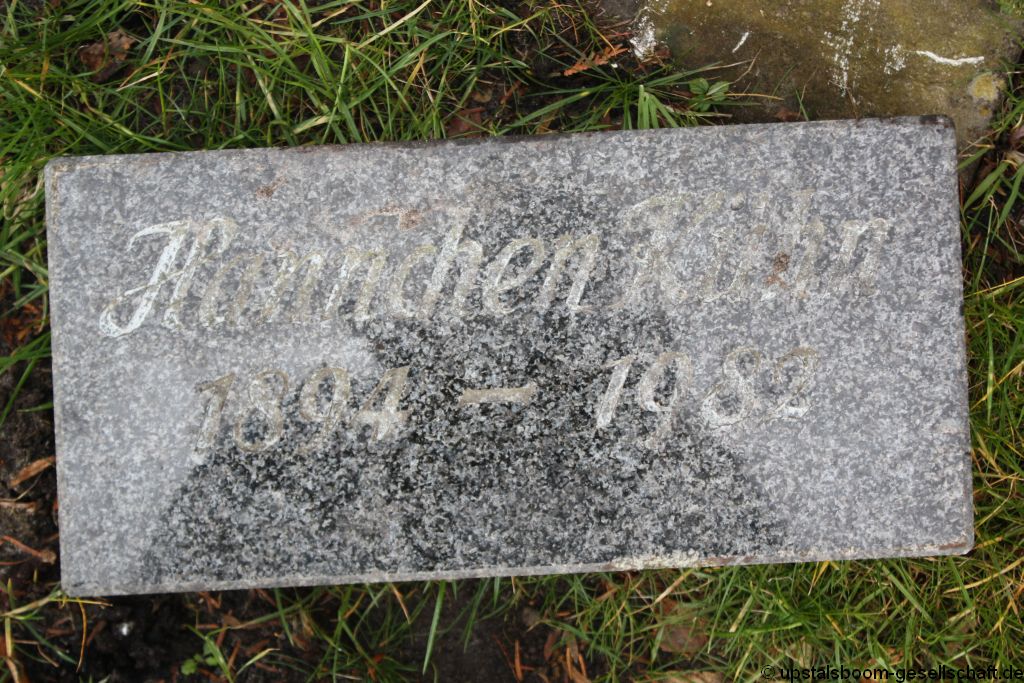 Hannchen Kühn
1894 – 1982
© upstalsboom-gesellschaft.de